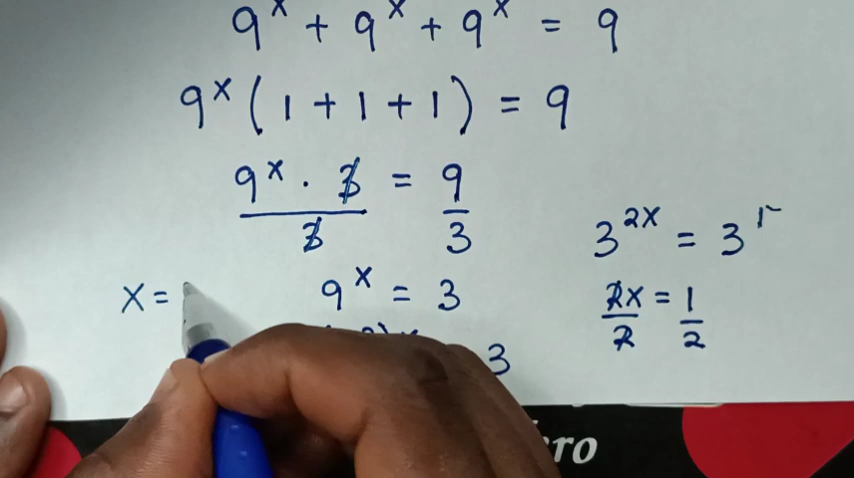 9^x + 9^x + 9^x = 9
9^x (1 + 1 + 1) = 9
9^x · 3 / 3 = 9 / 3
9^x = 3
3
3^2x = 3^1
2x / 2 = 1 / 2
x =
ro